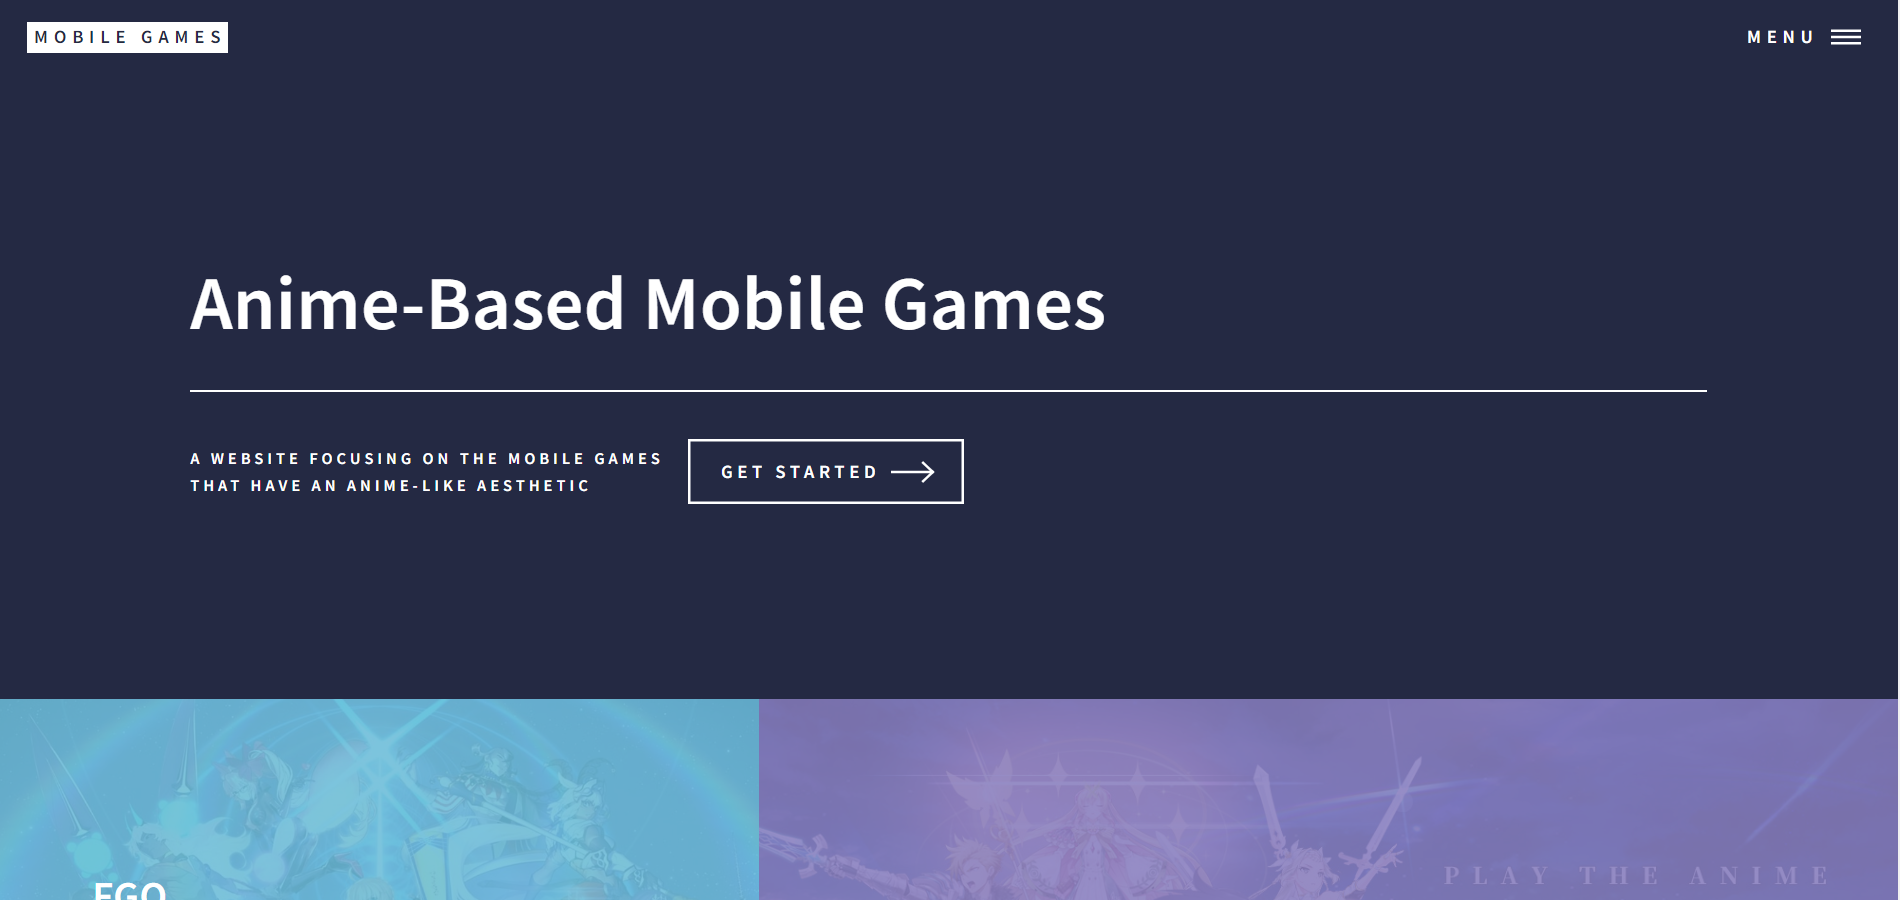 MOBILE GAMES
MENU
Anime-Based Mobile Games
A WEBSITE FOCUSING ON THE MOBILE GAMES
THAT HAVE AN ANIME-LIKE AESTHETIC
GET STARTED
PLAY THE ANIME
FGO